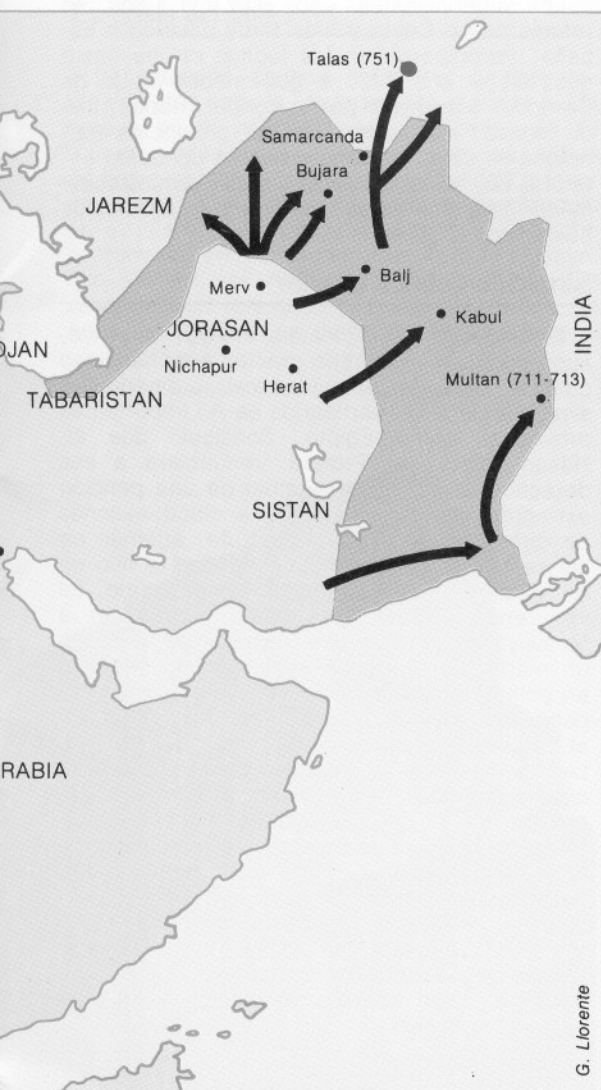 Talas (751)
Samarcanda
Bujara
JAREZM
Merv
Balj
JORASAN
Kabul
INDIA
DJAN
Nichapur
Herat
Multan (711-713)
TABARISTAN
SISTAN
RABIA
G. Llorente